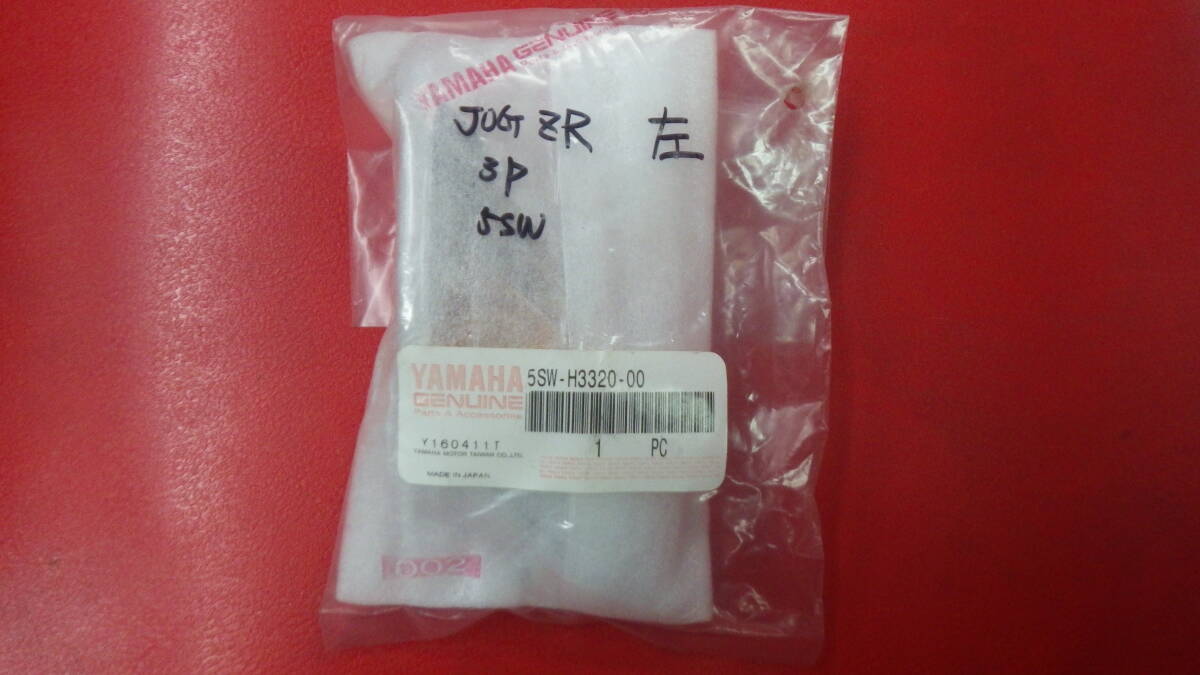 YAMAHA GENUINE
JOG ZR 左
3P
5SW
YAMAHA
GENUINE
Parts & Accessories
5SW-H3320-00
1 PC
Y160411T
YAMAHA MOTOR TAIWAN CO.,LTD.
MADE IN JAPAN
002